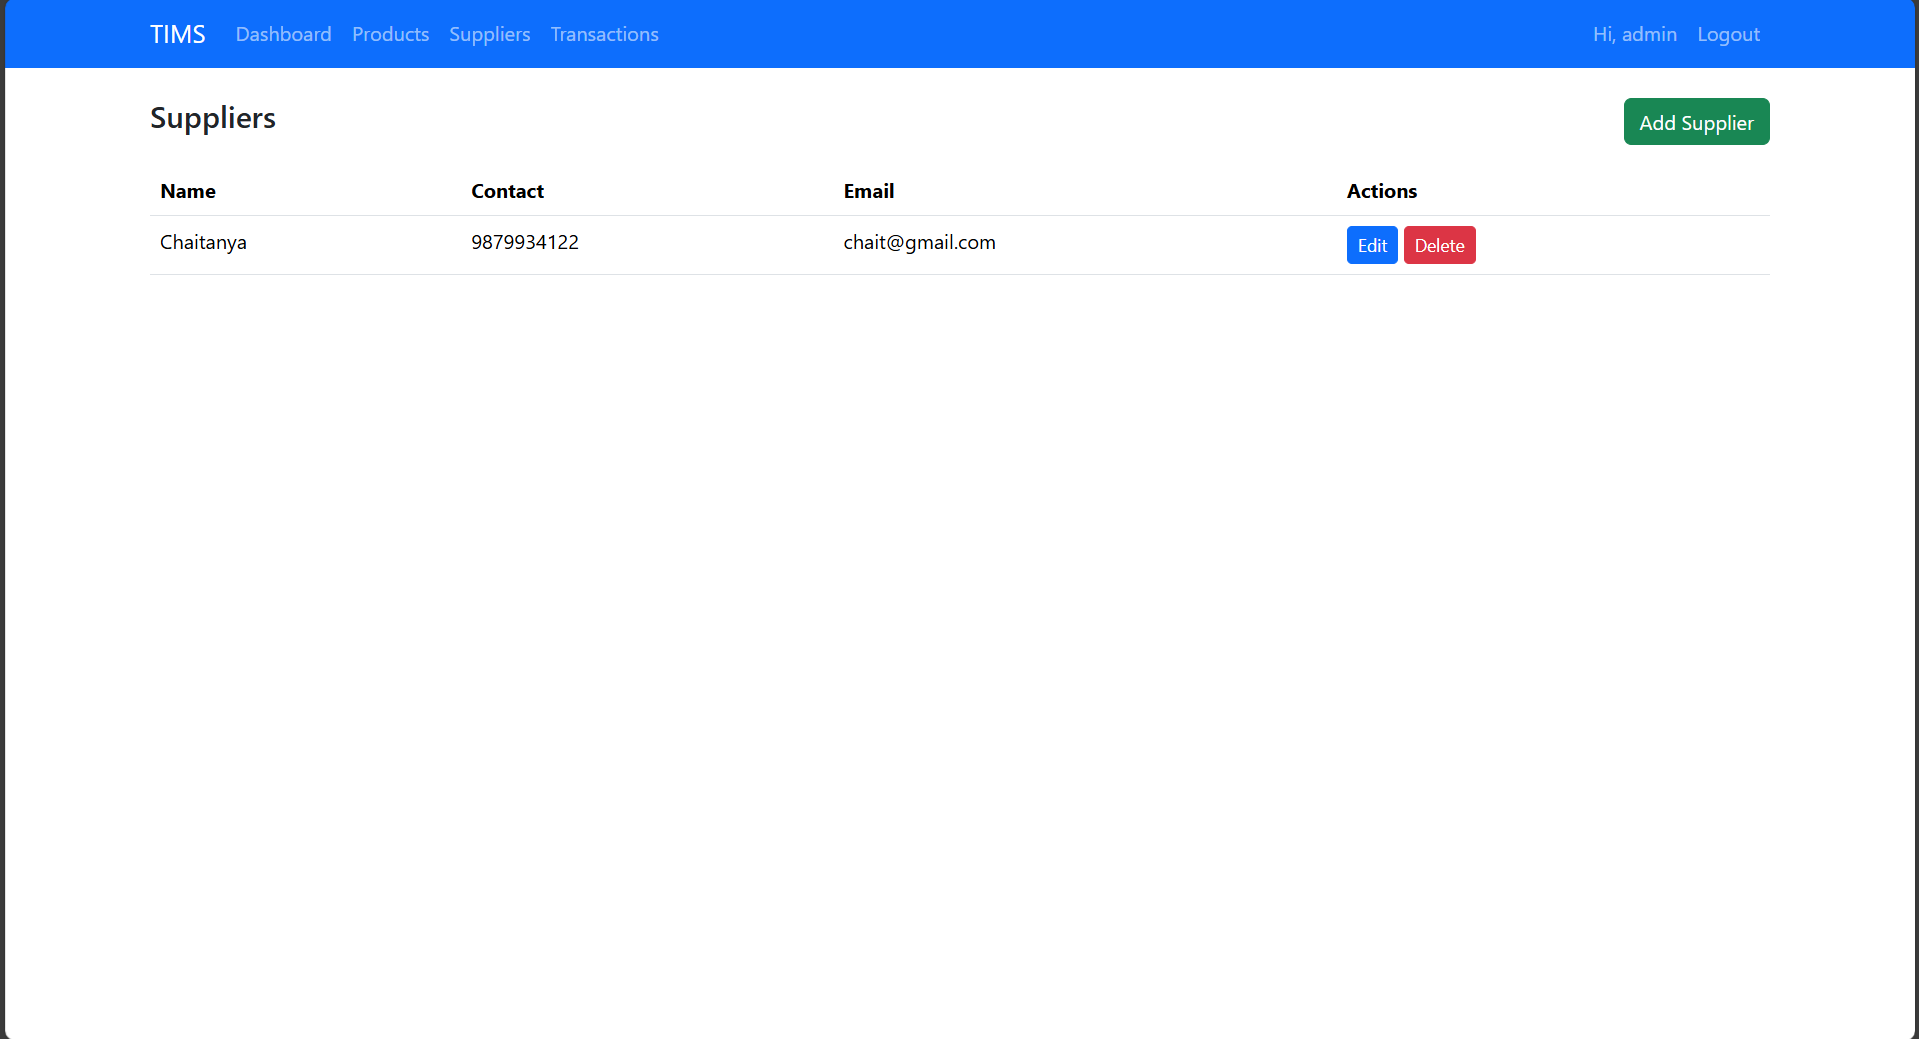 TIMS Dashboard Products Suppliers Transactions Hi, admin Logout
Suppliers Add Supplier
Name Contact Email Actions
Chaitanya 9879934122 chait@gmail.com Edit Delete